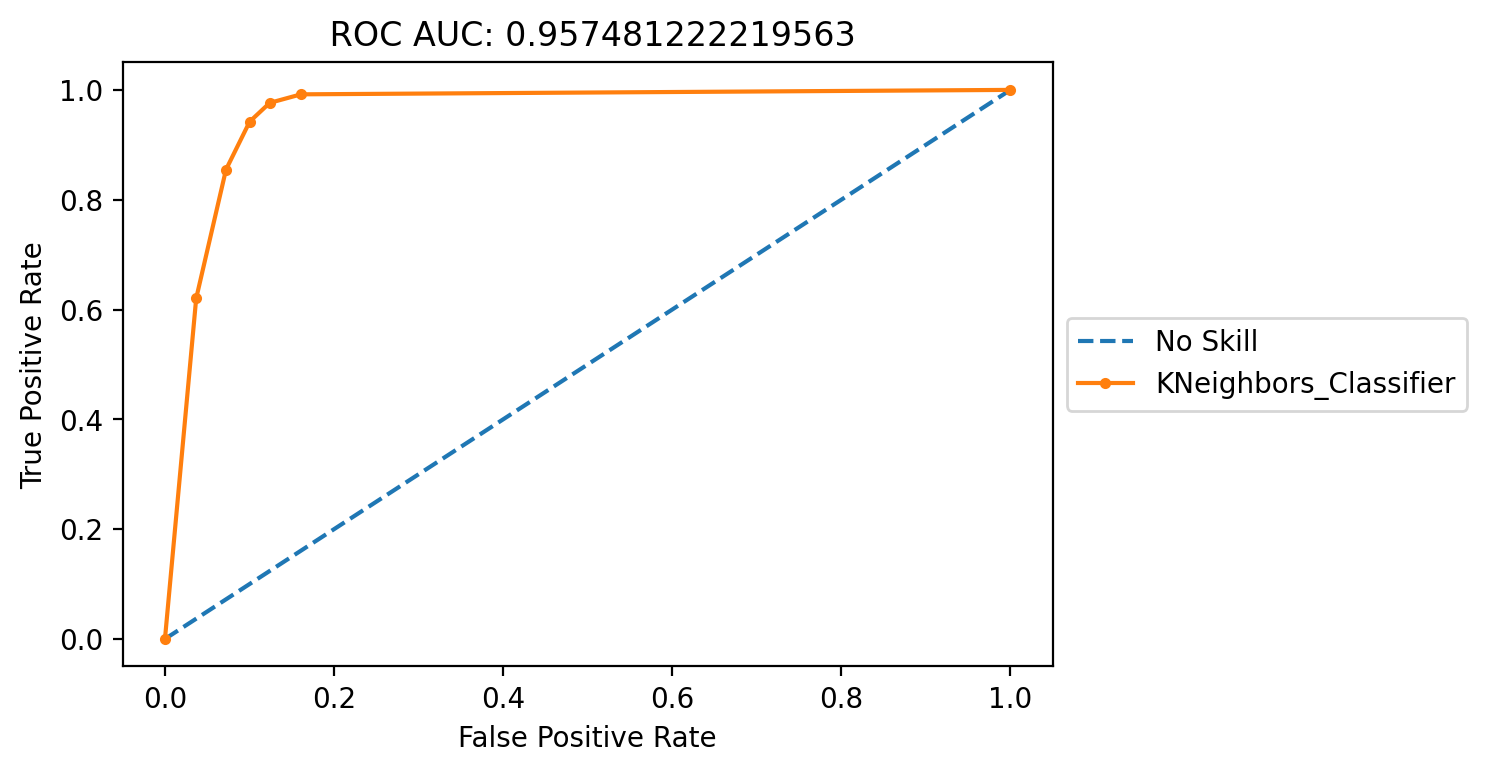 ROC AUC: 0.957481222219563
True Positive Rate
1.0
0.8
0.6
0.4
0.2
0.0
0.0 0.2 0.4 0.6 0.8 1.0
False Positive Rate
No Skill
KNeighbors_Classifier